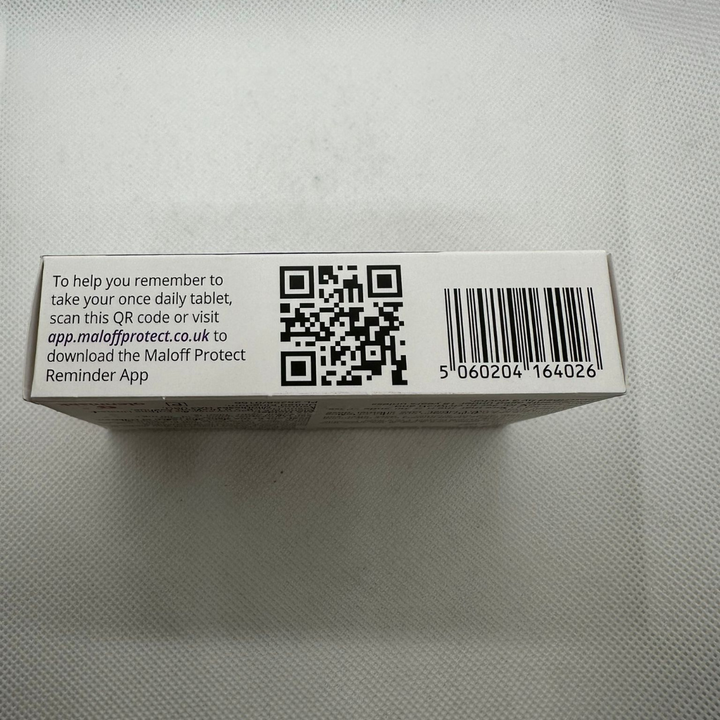 To help you remember to
take your once daily tablet,
scan this QR code or visit
app.maloffprotect.co.uk to
download the Maloff Protect
Reminder App
5 060204 164026